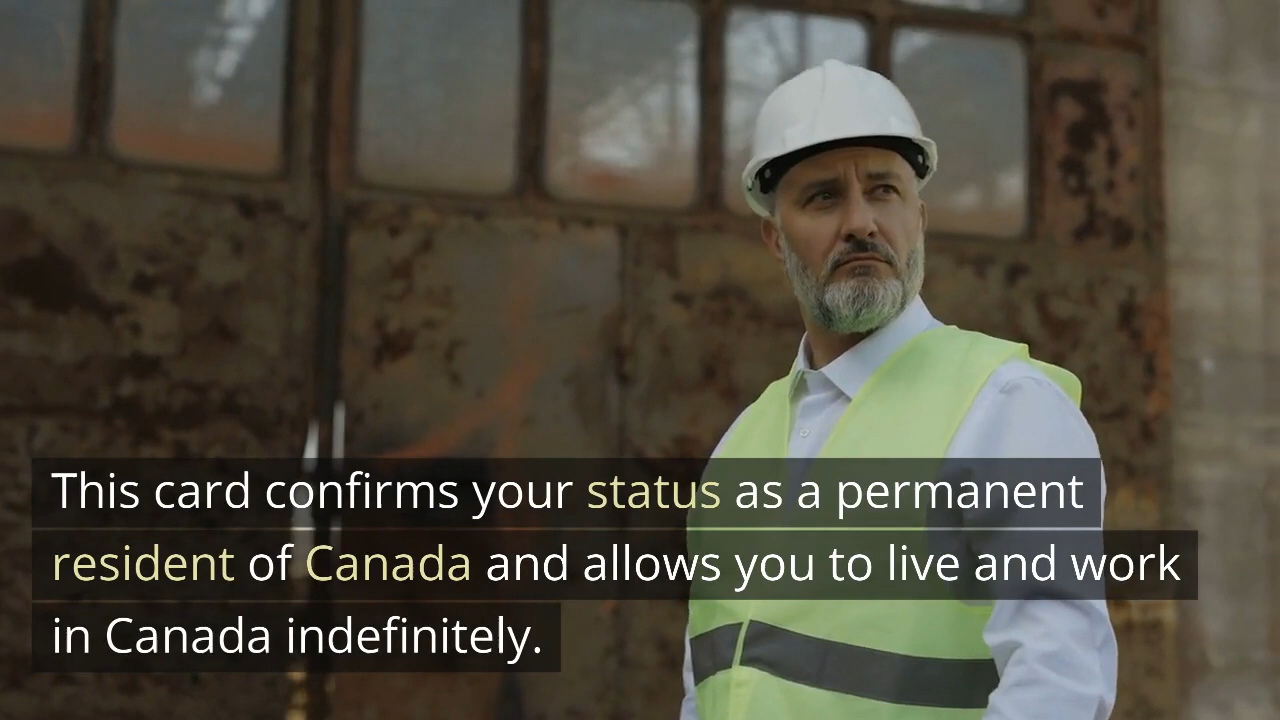 This card confirms your status as a permanent
resident of Canada and allows you to live and work
in Canada indefinitely.